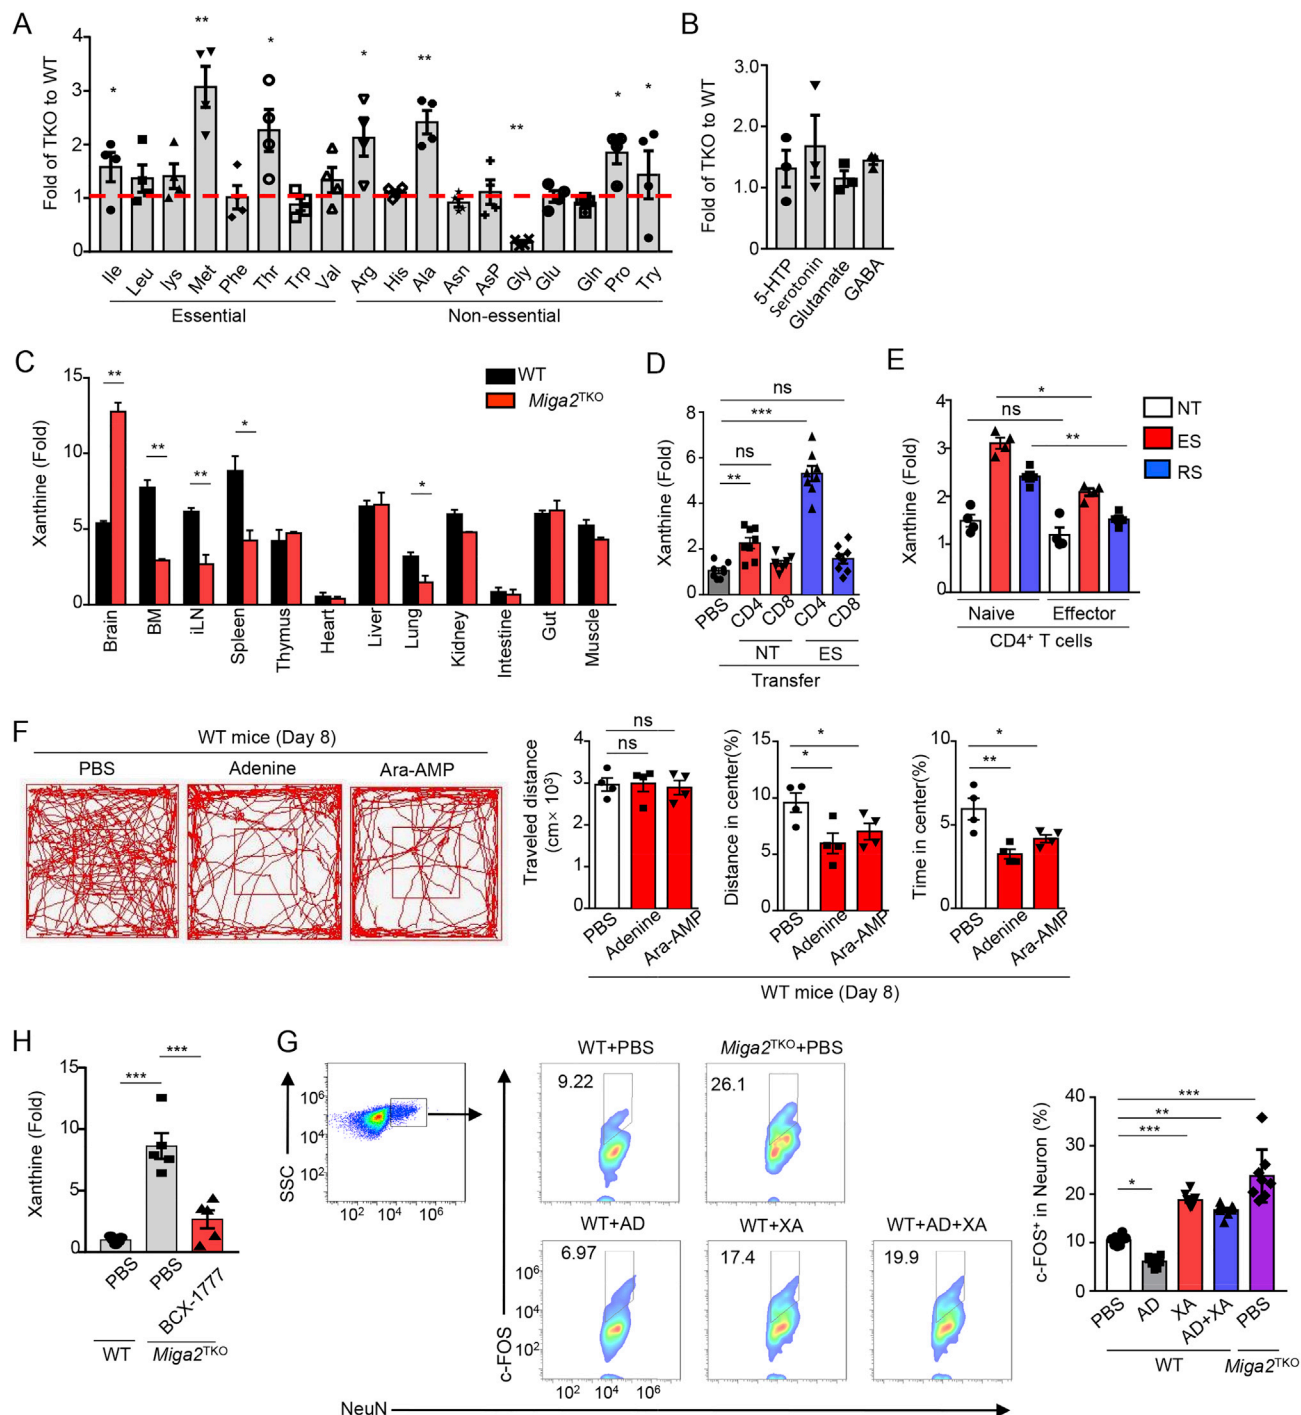 A
Fold of TKO to WT
4
3
2
1
0
*
**
*
*
**
**
*
*
Ile
Leu
lys
Met
Phe
Thr
Trp
Val
Arg
His
Ala
Asn
AsP
Gly
Glu
Gln
Pro
Try
Essential
Non-essential
B
Fold of TKO to WT
3.0
2.0
1.0
0
5-HTP
Serotonin
Glutamate
GABA
C
Xanthine (Fold)
15
10
5
0
**
**
**
*
*
WT
Miga2TKO
Brain
BM
iLN
Spleen
Thymus
Heart
Liver
Lung
Kidney
Intestine
Gut
Muscle
D
Xanthine (Fold)
8
6
4
2
0
ns
***
ns
**
PBS
CD4
CD8
CD4
CD8
NT
ES
Transfer
E
Xanthine (Fold)
4
3
2
1
0
*
ns
**
NT
ES
RS
Naive
Effector
CD4+ T cells
F
WT mice (Day 8)
PBS
Adenine
Ara-AMP
Traveled distance
(cm× 10³)
4
3
2
1
0
ns
ns
PBS
Adenine
Ara-AMP
Distance in center(%)
15
10
5
0
*
*
PBS
Adenine
Ara-AMP
Time in center(%)
10
5
0
*
**
PBS
Adenine
Ara-AMP
WT mice (Day 8)
H
Xanthine (Fold)
15
10
5
0
***
***
PBS
PBS
BCX-1777
WT
Miga2TKO
G
SSC
10⁶
10⁴
10²
10² 10⁴ 10⁶
WT+PBS
9.22
Miga2TKO+PBS
26.1
WT+AD
6.97
WT+XA
17.4
WT+AD+XA
19.9
c-FOS
10⁶
10⁴
10²
10² 10⁴ 10⁶
NeuN
c-FOS+ in Neuron (%)
40
30
20
10
0
***
**
***
*
PBS
AD
XA
AD+XA
PBS
WT
Miga2TKO